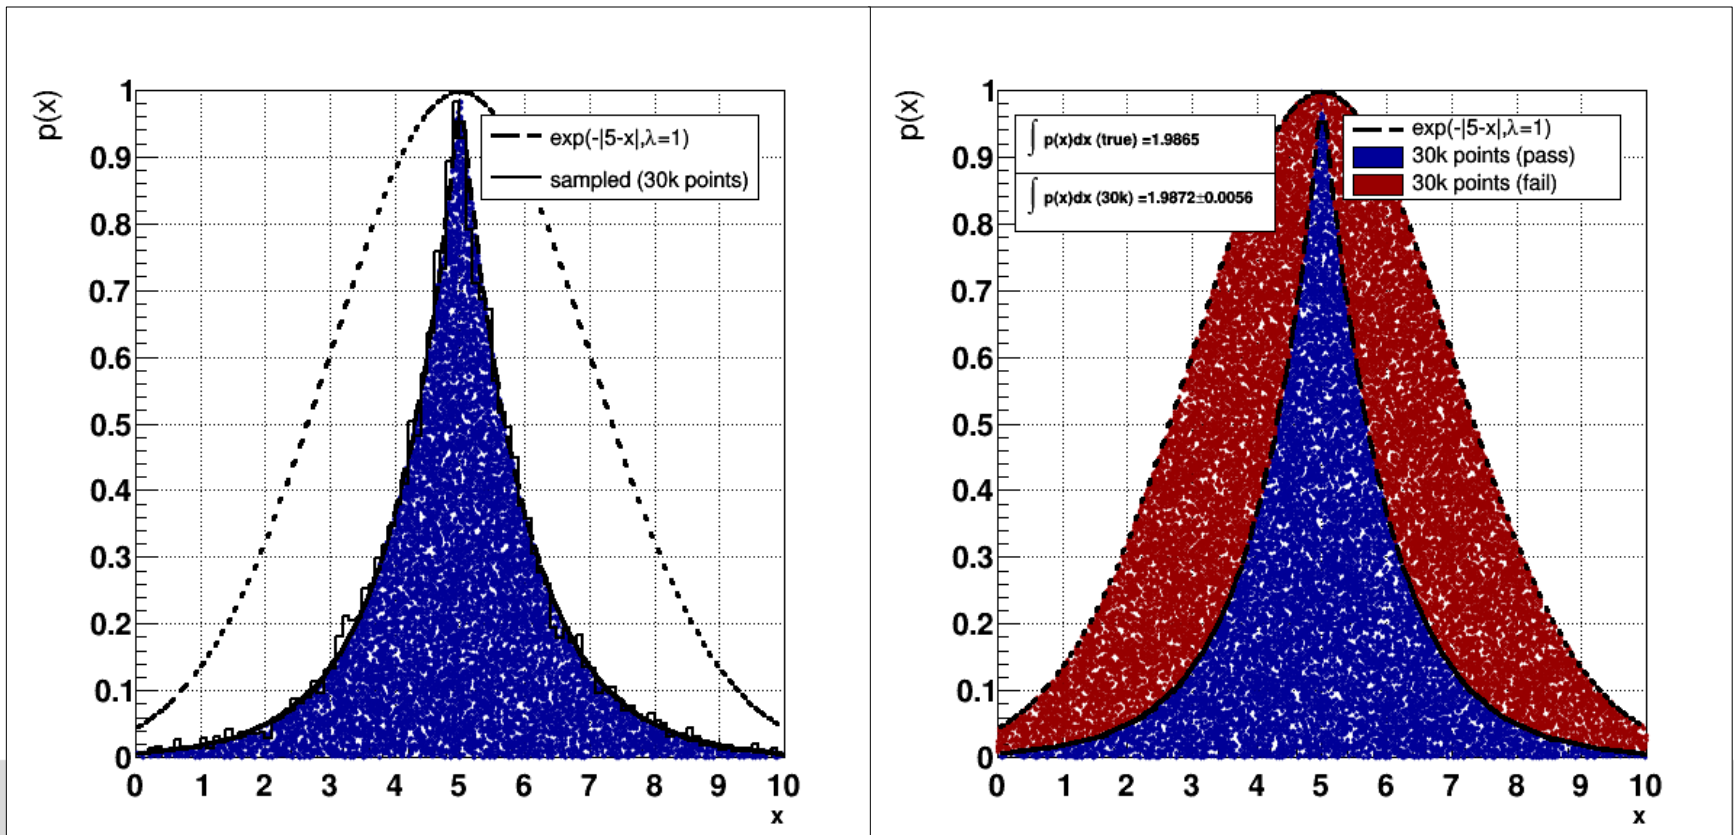 p(x)
1
0.9
0.8
0.7
0.6
0.5
0.4
0.3
0.2
0.1
0
0 1 2 3 4 5 6 7 8 9 10
x
exp(-|5-x|,λ=1)
sampled (30k points)
p(x)
1
0.9
0.8
0.7
0.6
0.5
0.4
0.3
0.2
0.1
0
0 1 2 3 4 5 6 7 8 9 10
x
∫ p(x)dx (true) =1.9865
∫ p(x)dx (30k) =1.9872±0.0056
exp(-|5-x|,λ=1)
30k points (pass)
30k points (fail)